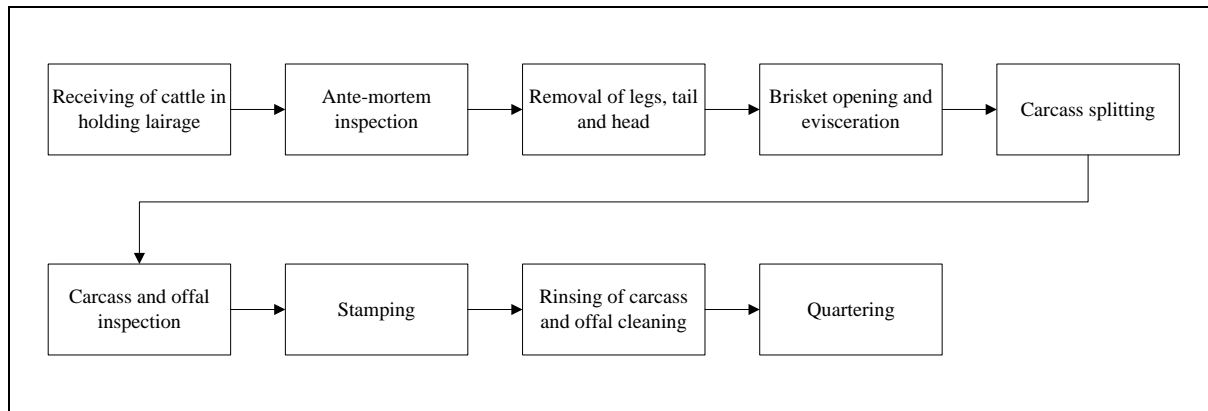 Receiving of cattle in
holding lairage
Ante-mortem
inspection
Removal of legs, tail
and head
Brisket opening and
evisceration
Carcass splitting
Carcass and offal
inspection
Stamping
Rinsing of carcass
and offal cleaning
Quartering